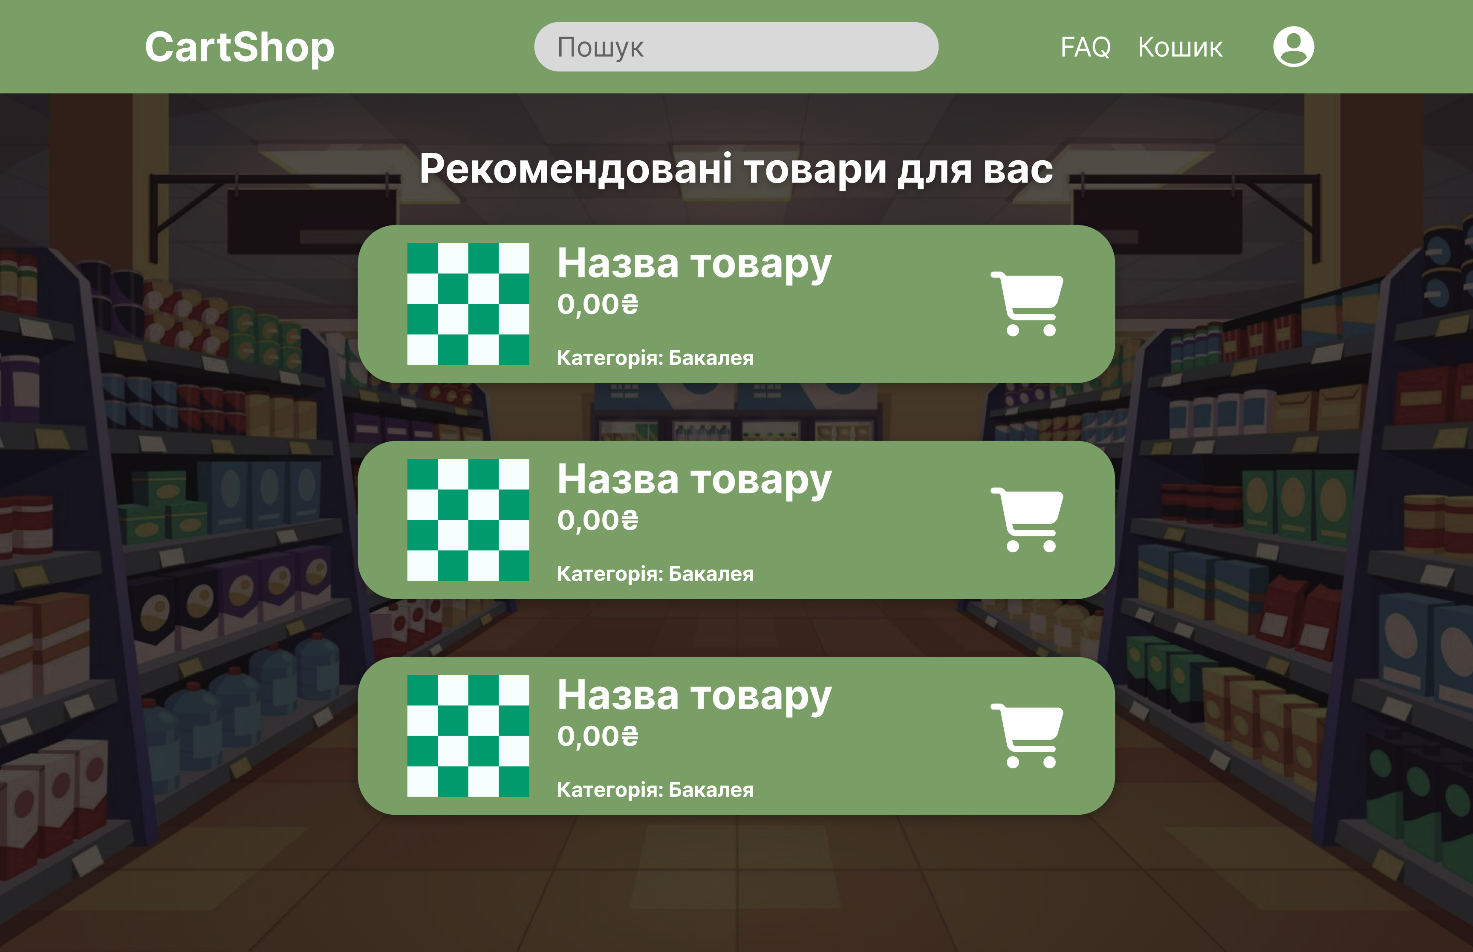 CartShop
Пошук
FAQ
Кошик
Рекомендовані товари для вас
Назва товару
0,00₴
Категорія: Бакалея
Назва товару
0,00₴
Категорія: Бакалея
Назва товару
0,00₴
Категорія: Бакалея